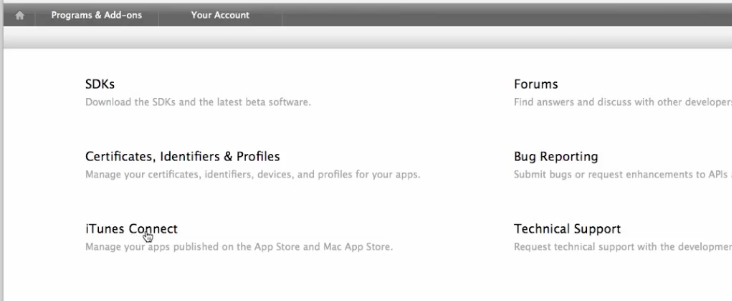 Programs & Add-ons Your Account
SDKs
Download the SDKs and the latest beta software.
Forums
Find answers and discuss with other developers
Certificates, Identifiers & Profiles
Manage your certificates, identifiers, devices, and profiles for your apps.
Bug Reporting
Submit bugs or request enhancements to APIs
iTunes Connect
Manage your apps published on the App Store and Mac App Store.
Technical Support
Request technical support with the